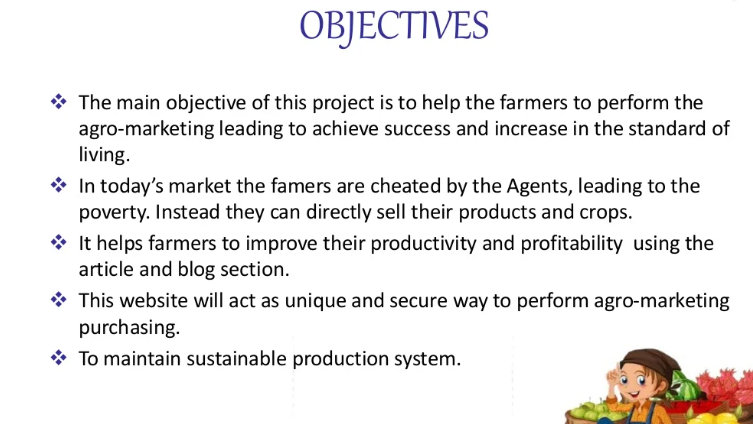 OBJECTIVES
❖ The main objective of this project is to help the farmers to perform the
agro-marketing leading to achieve success and increase in the standard of
living.
❖ In today's market the famers are cheated by the Agents, leading to the
poverty. Instead they can directly sell their products and crops.
❖ It helps farmers to improve their productivity and profitability  using the
article and blog section.
❖ This website will act as unique and secure way to perform agro-marketing
purchasing.
❖ To maintain sustainable production system.